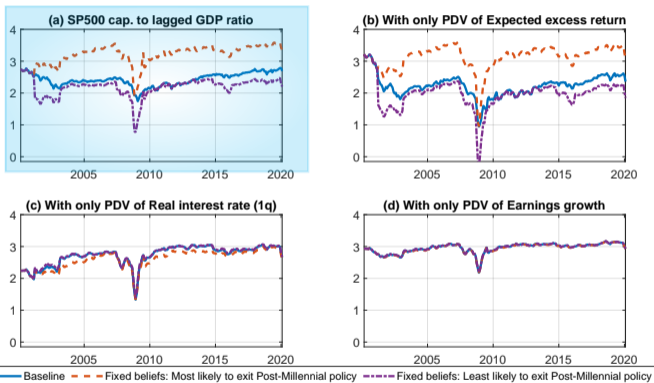 (a) SP500 cap. to lagged GDP ratio
4
3
2
1
0
2005 2010 2015 2020
(b) With only PDV of Expected excess return
4
3
2
1
0
2005 2010 2015 2020
(c) With only PDV of Real interest rate (1q)
4
3
2
1
0
2005 2010 2015 2020
(d) With only PDV of Earnings growth
4
3
2
1
0
2005 2010 2015 2020
Baseline Fixed beliefs: Most likely to exit Post-Millennial policy Fixed beliefs: Least likely to exit Post-Millennial policy